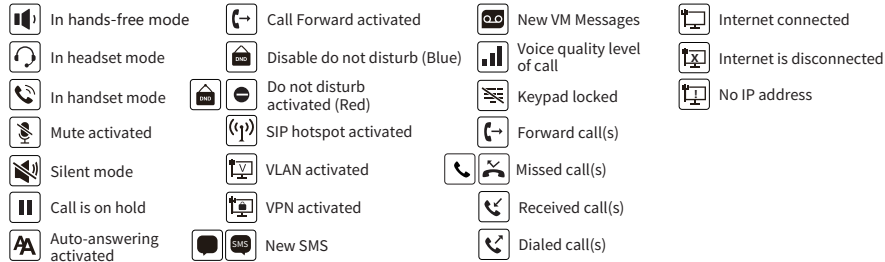 In hands-free mode
In headset mode
In handset mode
Mute activated
Silent mode
Call is on hold
AA
Auto-answering
activated
Call Forward activated
DND
Disable do not disturb (Blue)
DND
Do not disturb
activated (Red)
SIP hotspot activated
V
VLAN activated
VPN activated
SMS
New SMS
New VM Messages
Voice quality level
of call
Keypad locked
Forward call(s)
Missed call(s)
Received call(s)
Dialed call(s)
Internet connected
X
Internet is disconnected
!
No IP address